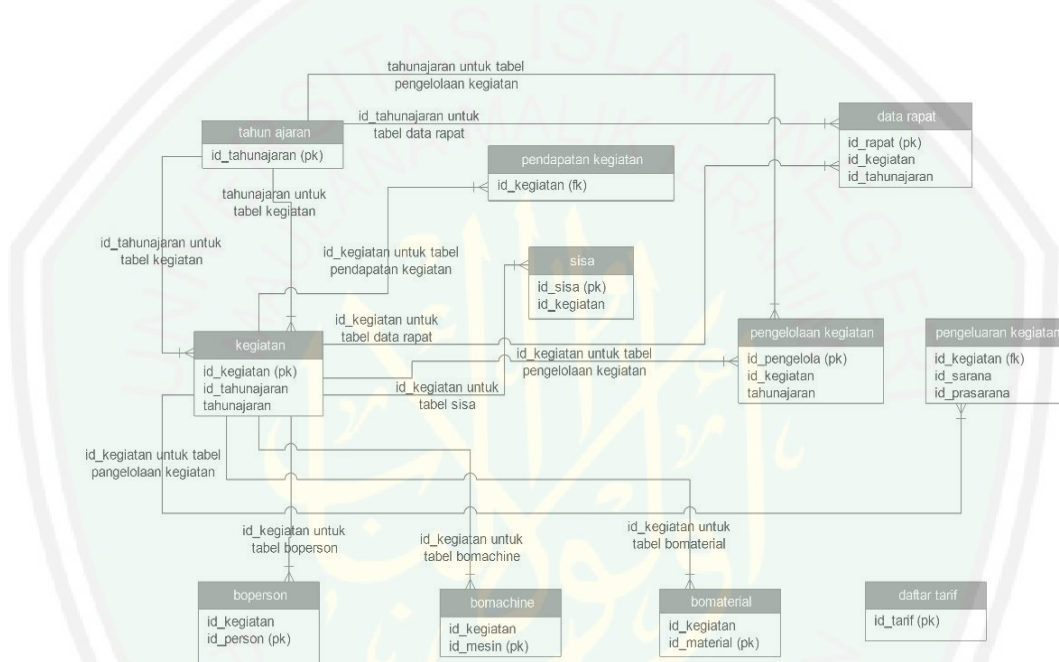 tahunajaran untuk tabel
pengelolaan kegiatan
id_tahunajaran untuk
tabel data rapat
tahun ajaran
id_tahunajaran (pk)
data rapat
id_rapat (pk)
id_kegiatan
id_tahunajaran
pendapatan kegiatan
id_kegiatan (fk)
tahunajaran untuk
tabel kegiatan
id_tahunajaran untuk
tabel kegiatan
id_kegiatan untuk tabel
pendapatan kegiatan
sisa
id_sisa (pk)
id_kegiatan
id_kegiatan untuk
tabel data rapat
kegiatan
id_kegiatan (pk)
id_tahunajaran
tahunajaran
id_kegiatan untuk tabel
pengelolaan kegiatan
id_kegiatan untuk
tabel sisa
pengelolaan kegiatan
id_pengelola (pk)
id_kegiatan
tahunajaran
pengeluaran kegiatan
id_kegiatan (fk)
id_sarana
id_prasarana
id_kegiatan untuk tabel
pangelolaan kegiatan
id_kegiatan untuk
tabel boperson
id_kegiatan untuk
tabel bomachine
id_kegiatan untuk
tabel bomaterial
boperson
id_kegiatan
id_person (pk)
bomachine
id_kegiatan
id_mesin (pk)
bomaterial
id_kegiatan
id_material (pk)
daftar tarif
id_tarif (pk)